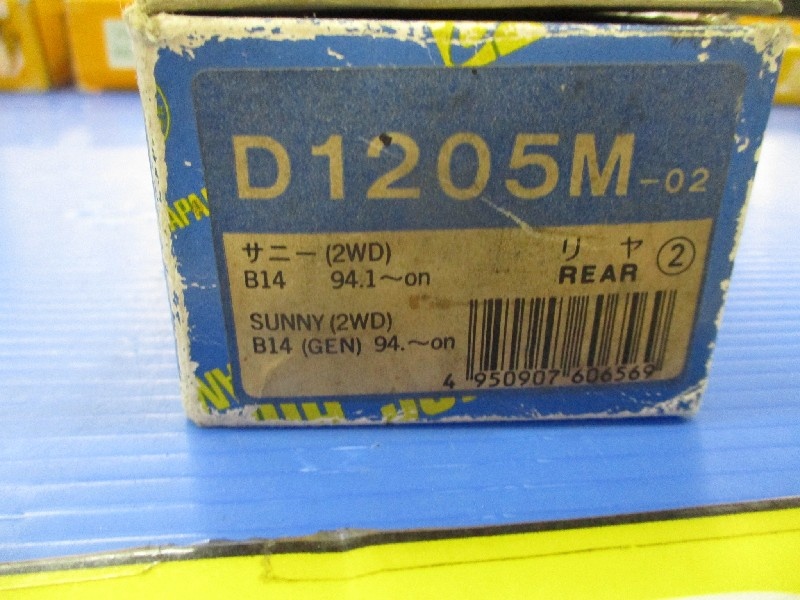 D1205M-02
サニー(2WD)
B14 94.1〜on
リヤ
REAR
②
SUNNY(2WD)
B14 (GEN) 94.〜on
4 950907 606569
JAPAN